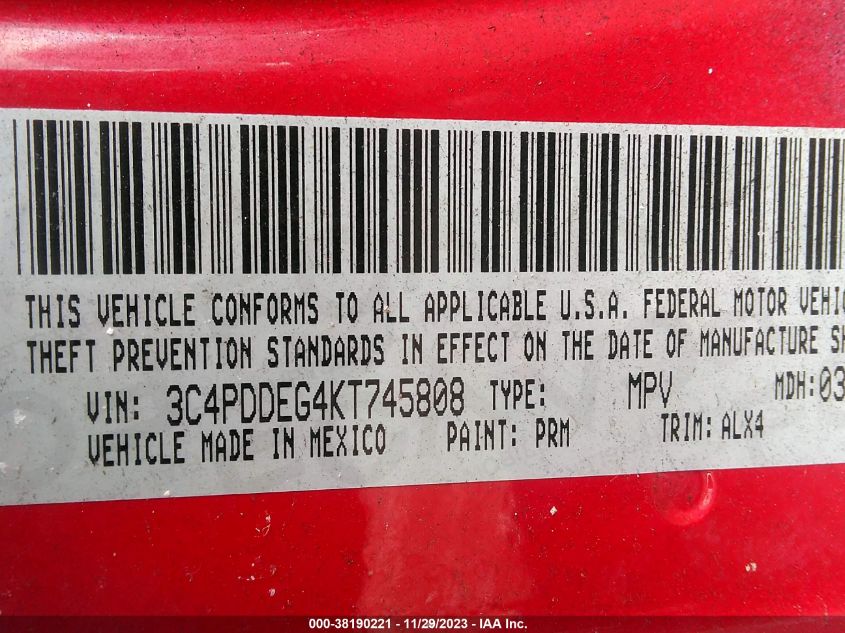 THIS VEHICLE CONFORMS TO ALL APPLICABLE U.S.A. FEDERAL MOTOR
THEFT PREVENTION STANDARDS IN EFFECT ON THE DATE OF MANUFACTURE
VIN: 3C4PDDEG4KT745808 TYPE: MPV MDH:03
VEHICLE MADE IN MEXICO PAINT: PRM TRIM: ALX4
000-38190221 - 11/29/2023 - IAA Inc.